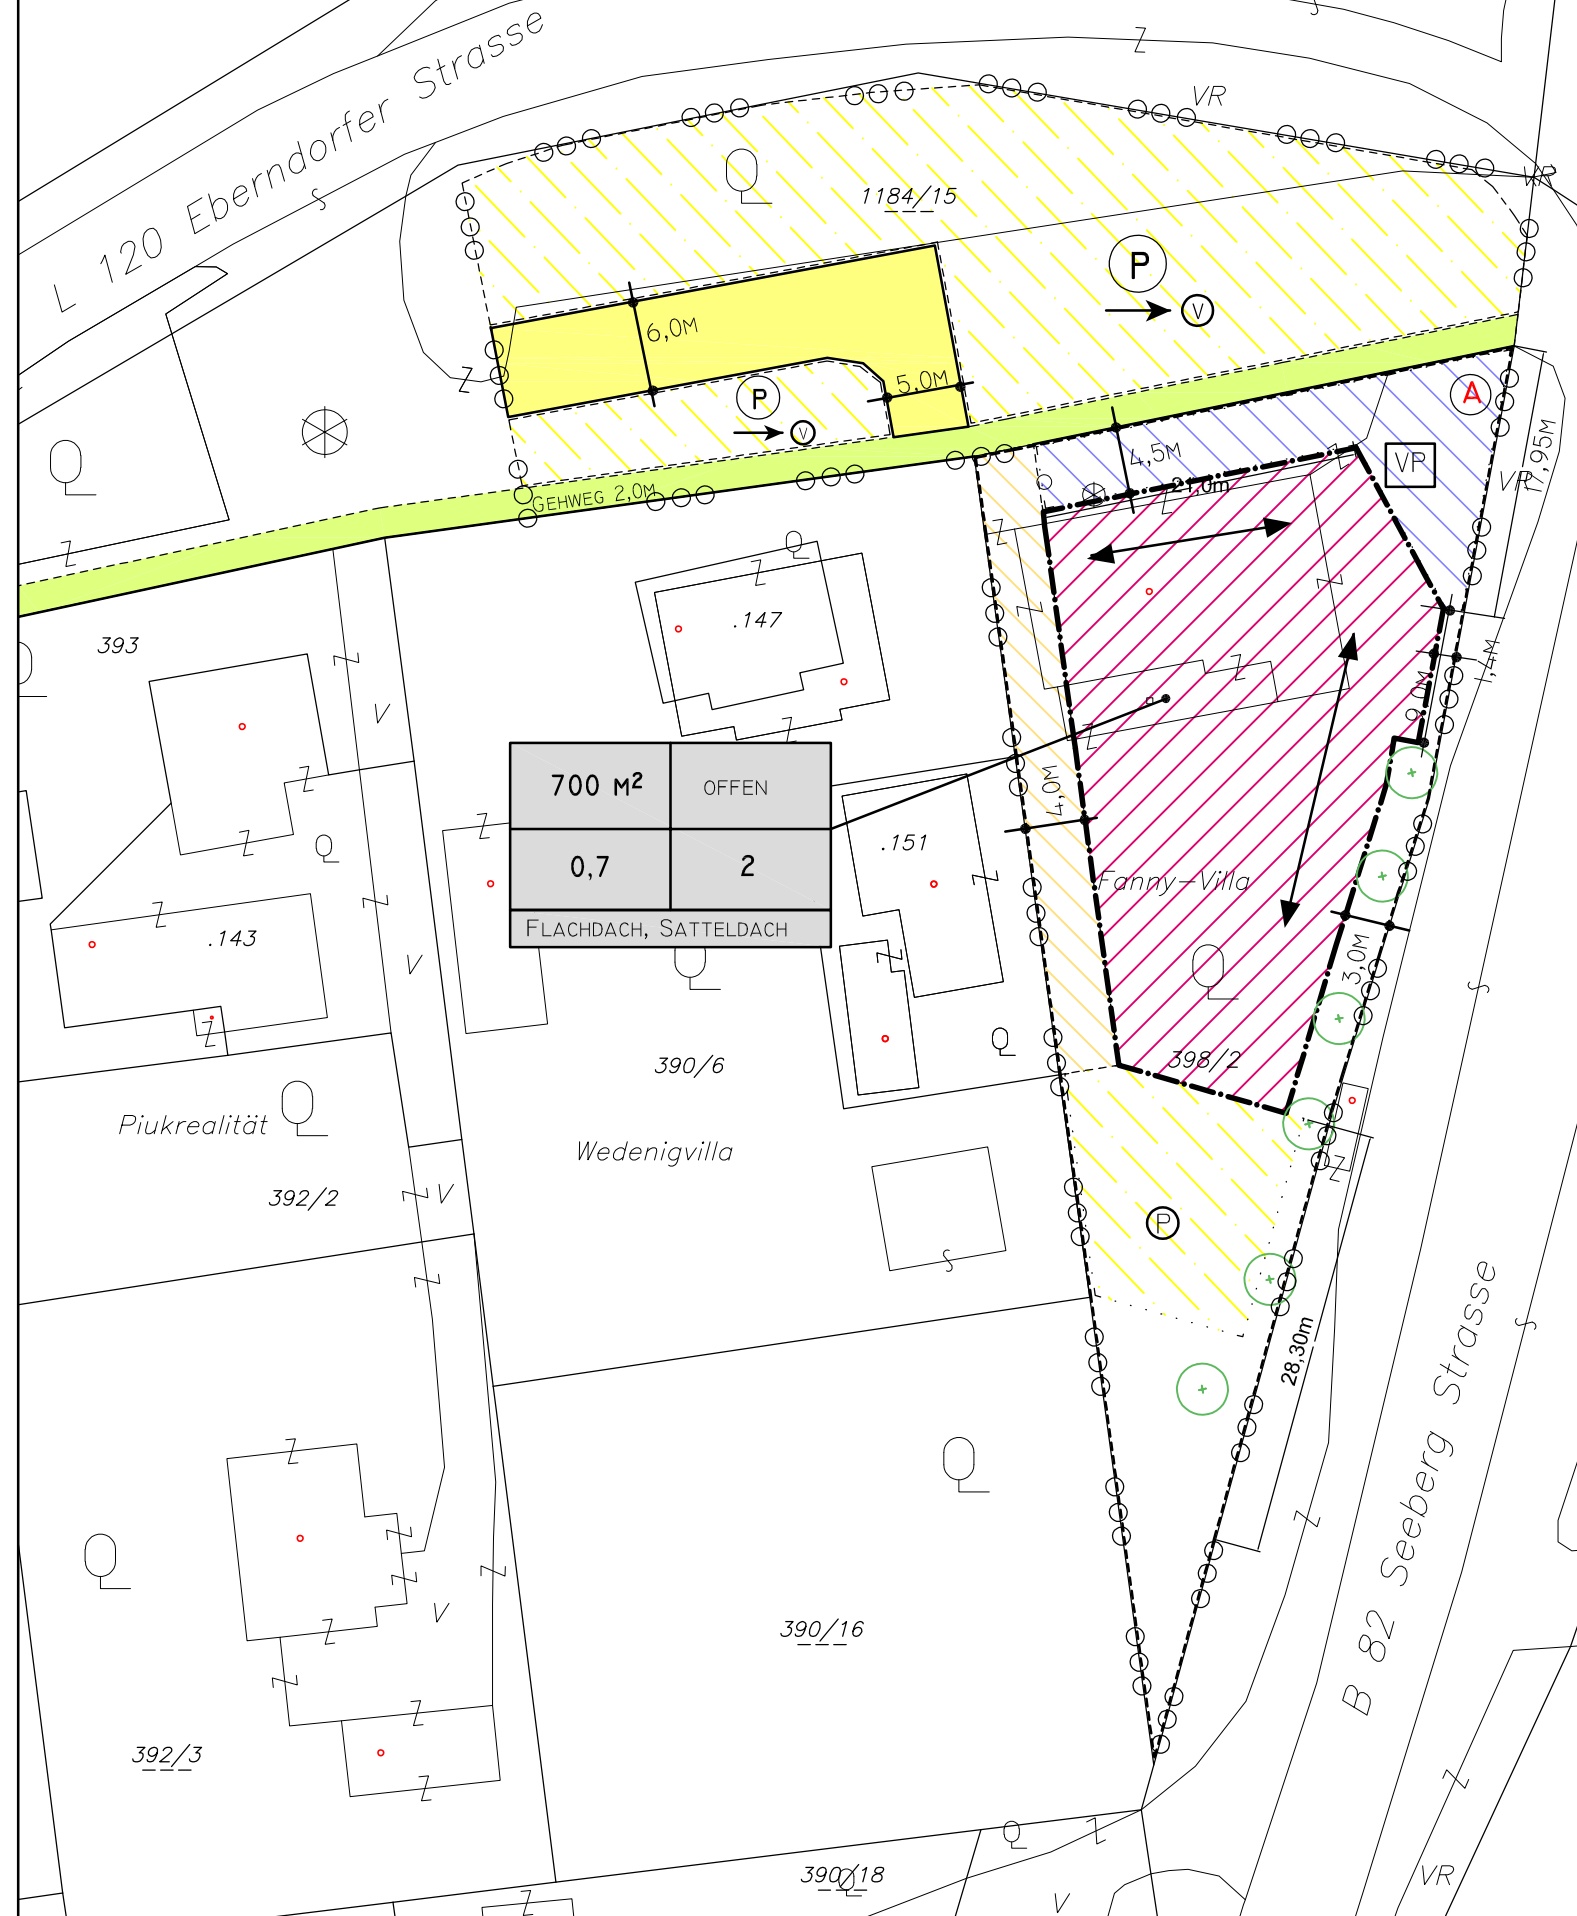 L 120 Eberndorfer Strasse
VR
VR
1184/15
P
V
6,0M
5,0M
P
V
A
4,5M
VP
17,95M
VR
21,0m
GEHWEG 2,0M
393
.147
1,4M
9,0M
700 M²
OFFEN
0,7
2
FLACHDACH, SATTELDACH
4,0M
.151
Fanny-Villa
.143
V
V
3,0M
390/6
398/2
Piukrealität
Wedenigvilla
392/2
V
P
28,30m
B 82 Seeberg Strasse
V
390/16
392/3
390/18
V
VR